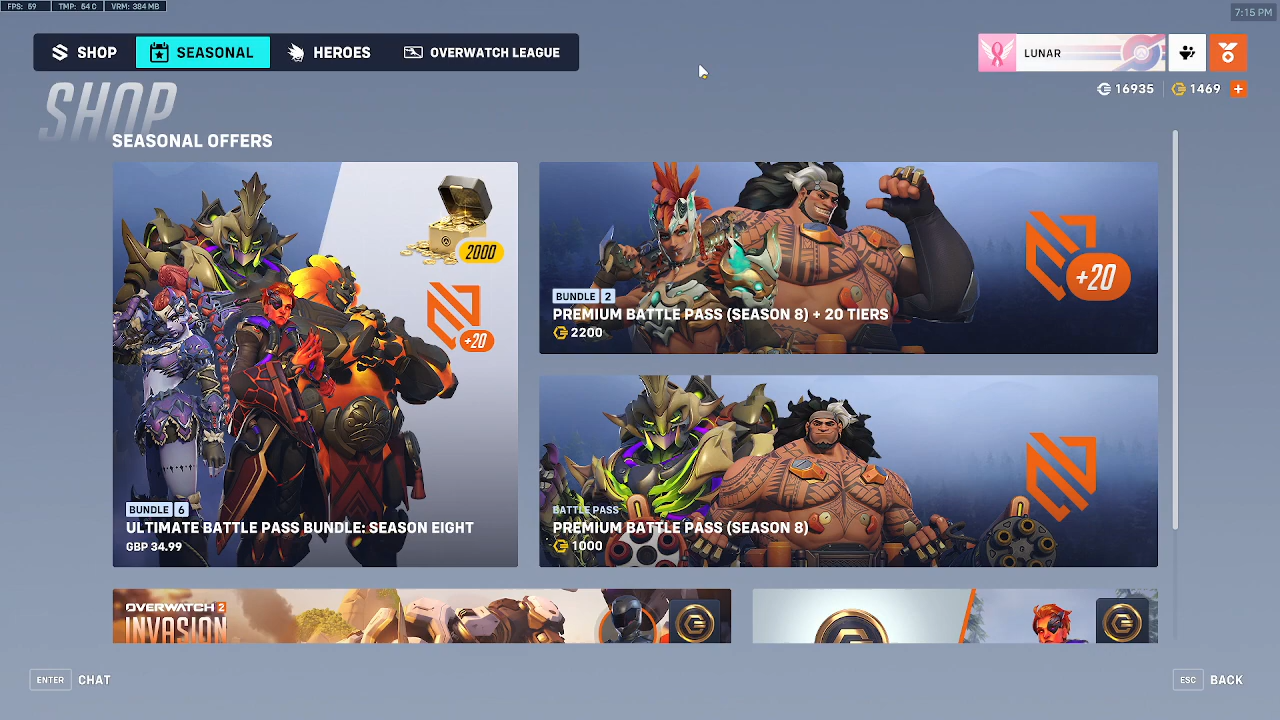 FPS: 59 TMP: 54 C VRM: 384 MB
7:15 PM
SHOP SEASONAL HEROES OVERWATCH LEAGUE
LUNAR
16935 1469 +
SHOP
SEASONAL OFFERS
2000
+20
BUNDLE 6
ULTIMATE BATTLE PASS BUNDLE: SEASON EIGHT
GBP 34.99
+20
BUNDLE 2
PREMIUM BATTLE PASS (SEASON 8) + 20 TIERS
2200
BATTLE PASS
PREMIUM BATTLE PASS (SEASON 8)
1000
OVERWATCH 2
INVASION
ENTER CHAT
ESC BACK